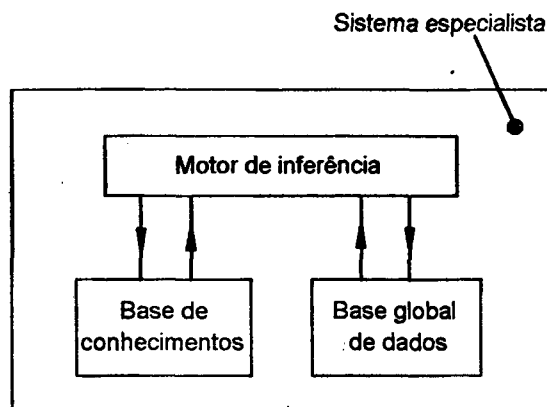 Sistema especialista
Motor de inferência
Base de
conhecimentos
Base global
de dados